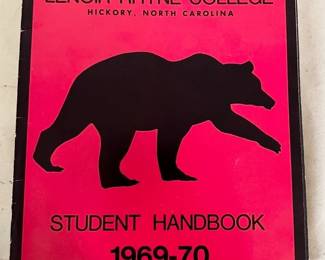 LENOIR RHYNE COLLEGE
HICKORY, NORTH CAROLINA
STUDENT HANDBOOK
1969-70